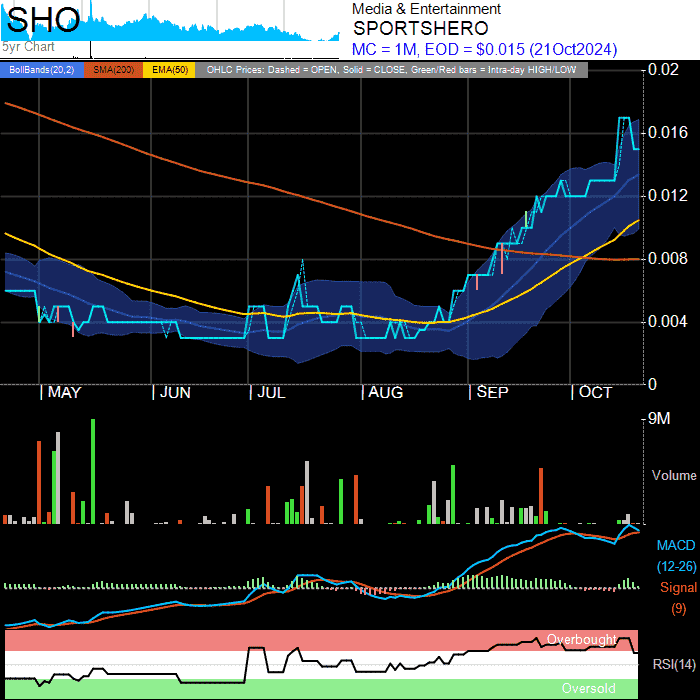 SHO
5yr Chart
Media & Entertainment
SPORTSHERO
MC = 1M, EOD = $0.015 (21Oct2024)
BollBands(20,2) SMA(200) EMA(50) OHLC Prices: Dashed = OPEN, Solid = CLOSE, Green/Red bars = Intra-day HIGH/LOW
0.02
0.016
0.012
0.008
0.004
0
MAY JUN JUL AUG SEP OCT
9M
Volume
MACD
(12-26)
Signal
(9)
Overbought
RSI(14)
Oversold